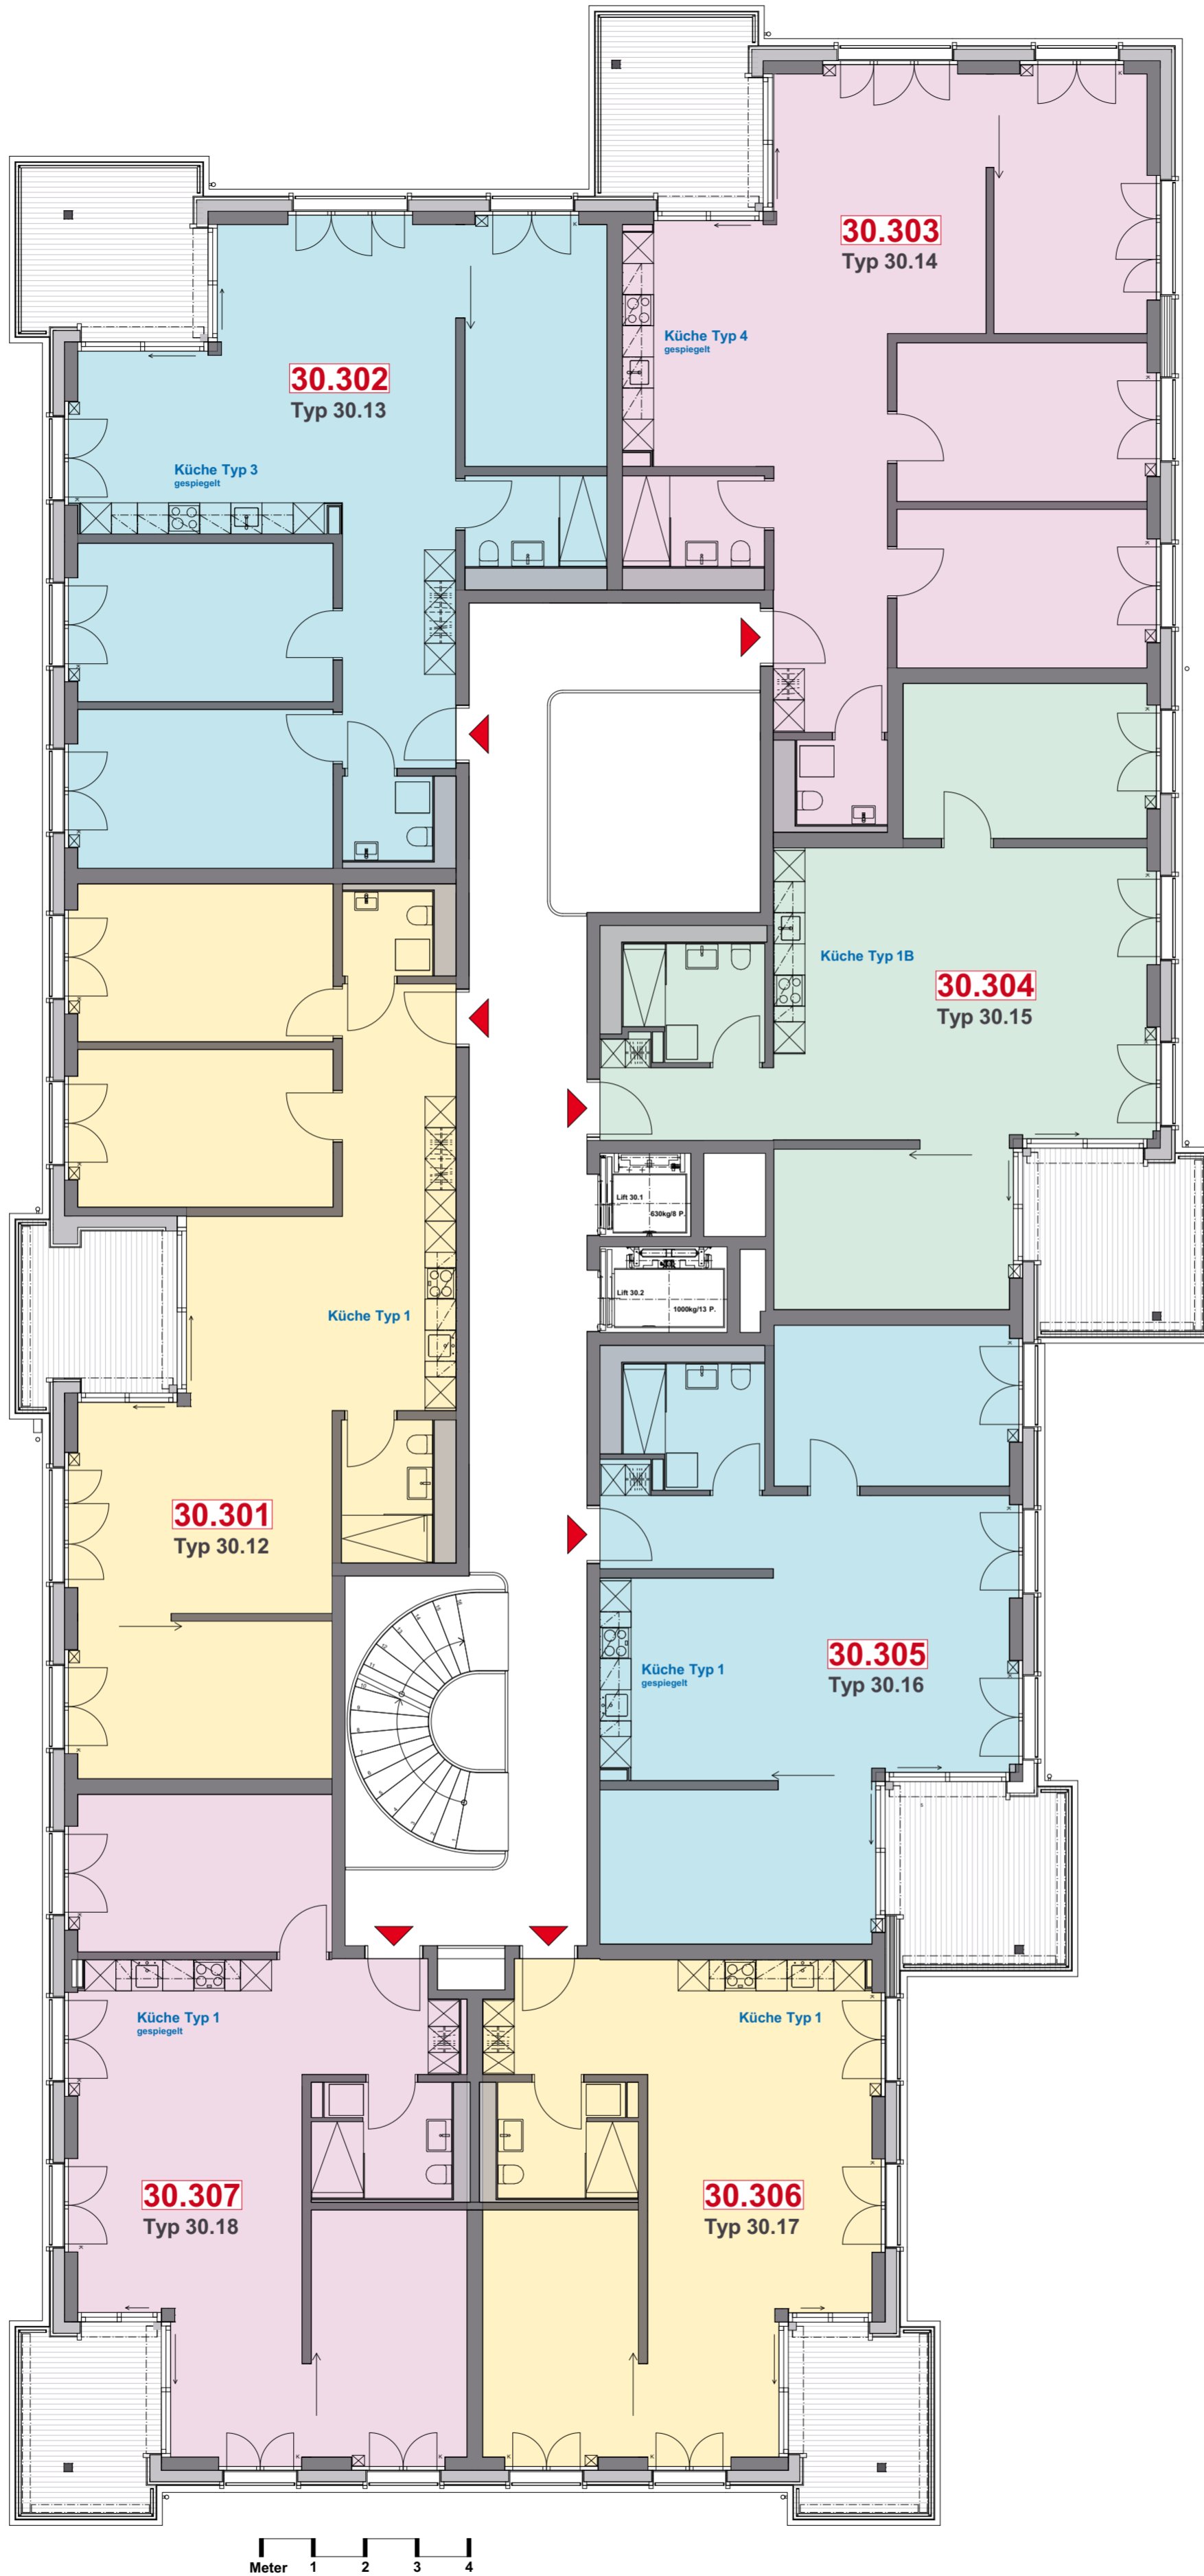 30.303
Typ 30.14
Küche Typ 4
gespiegelt
30.302
Typ 30.13
Küche Typ 3
gespiegelt
Küche Typ 1B
30.304
Typ 30.15
Lift 30.1
630kg/8 P.
Lift 30.2
1000kg/13 P.
Küche Typ 1
30.301
Typ 30.12
30.305
Typ 30.16
Küche Typ 1
gespiegelt
Küche Typ 1
gespiegelt
Küche Typ 1
30.307
Typ 30.18
30.306
Typ 30.17
Meter 1 2 3 4